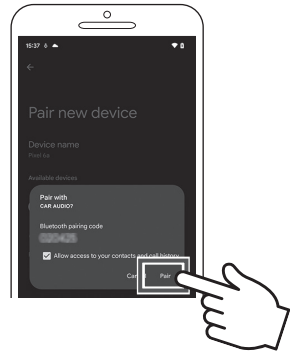 15:37
Pair new device
Device name
Pixel 6a
Available devices
Pair with
CAR AUDIO?
Bluetooth pairing code
Allow access to your contacts and call history
Pair